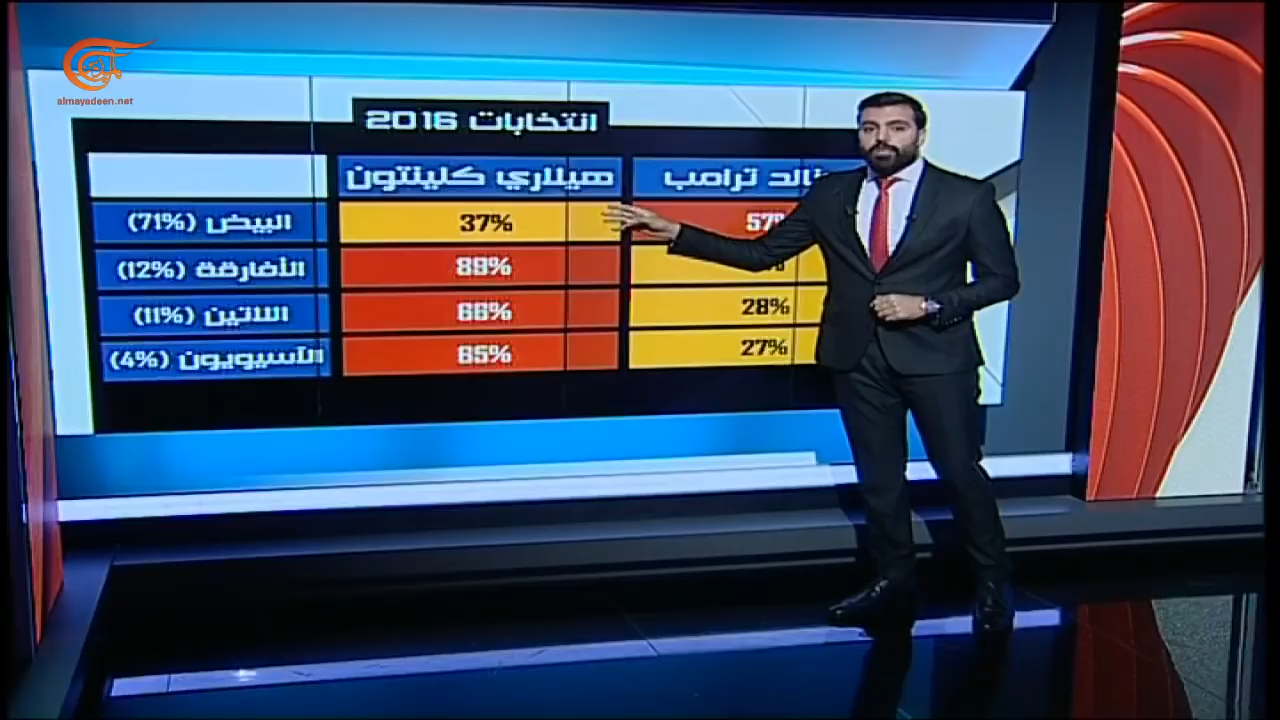 almayadeen.net
انتخابات 2016
ترامب هيلاري كلينتون
57% 37% البيض (71%)
89% الأفارقة (12%)
28% 66% اللاتين (11%)
27% 65% الآسيويون (4%)